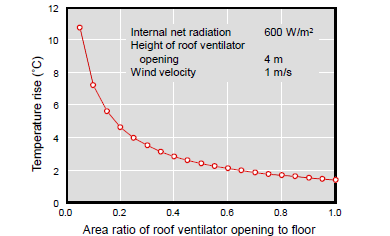 12
10
8
6
4
2
0
Temperature rise (°C)
Internal net radiation 600 W/m²
Height of roof ventilator
opening 4 m
Wind velocity 1 m/s
0.0 0.2 0.4 0.6 0.8 1.0
Area ratio of roof ventilator opening to floor